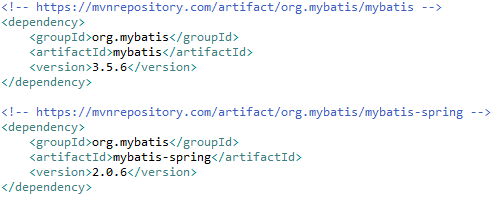 <!-- https://mvnrepository.com/artifact/org.mybatis/mybatis -->
<dependency>
    <groupId>org.mybatis</groupId>
    <artifactId>mybatis</artifactId>
    <version>3.5.6</version>
</dependency>

<!-- https://mvnrepository.com/artifact/org.mybatis/mybatis-spring -->
<dependency>
    <groupId>org.mybatis</groupId>
    <artifactId>mybatis-spring</artifactId>
    <version>2.0.6</version>
</dependency>